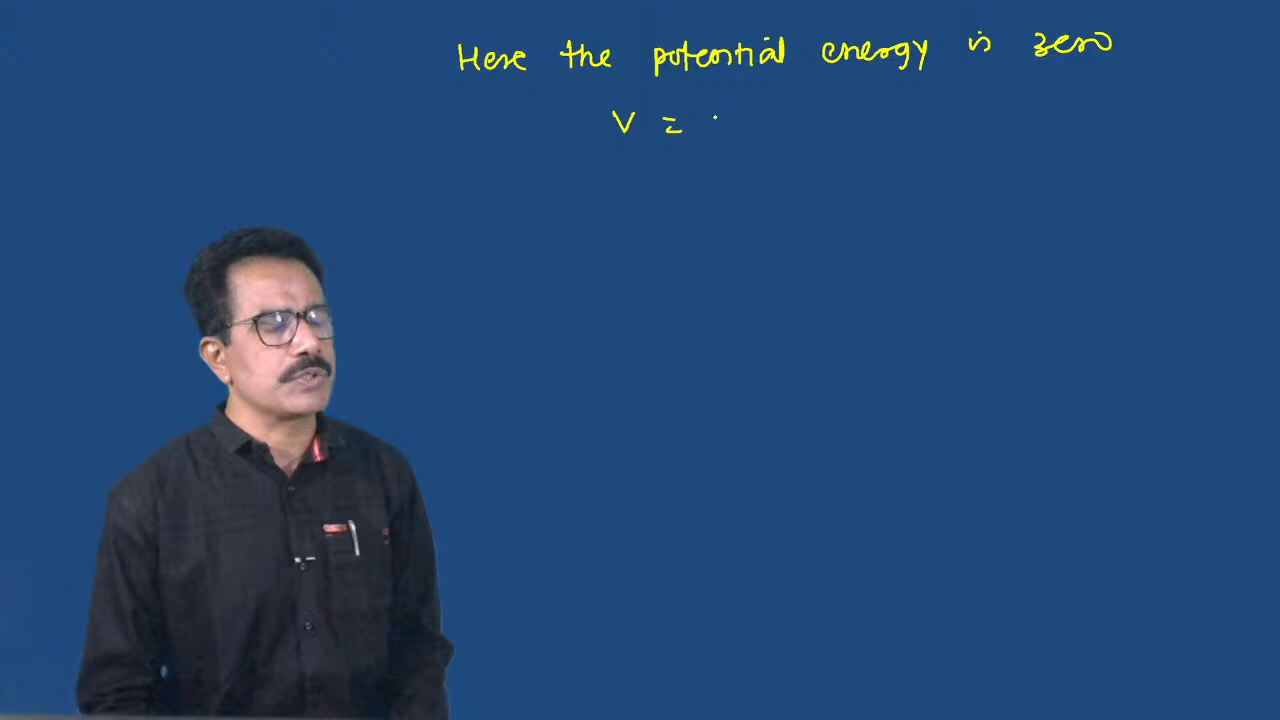 Here the potential energy is zero
V =